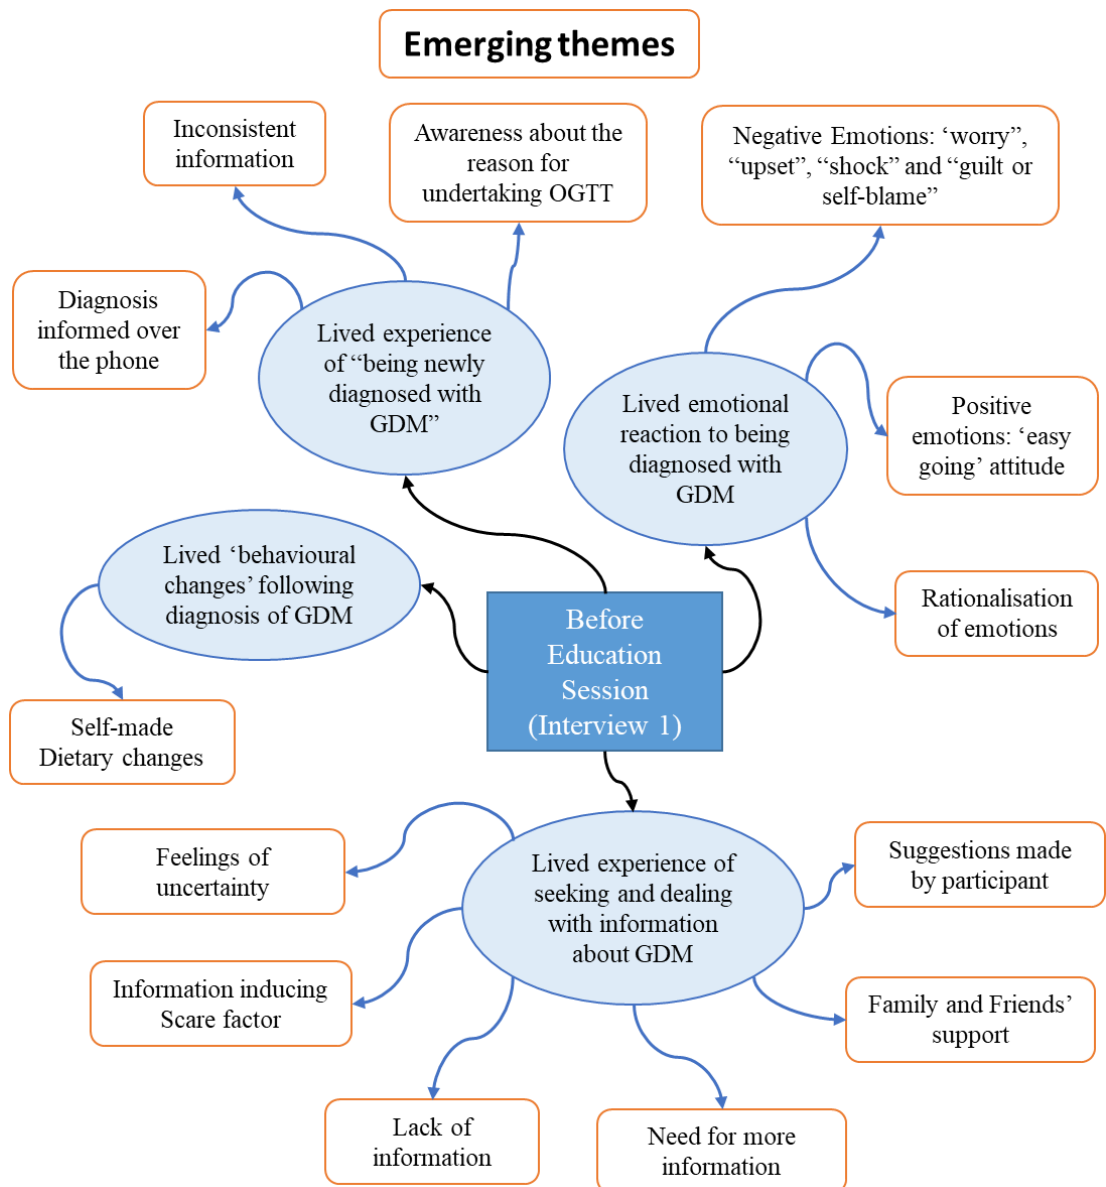 Emerging themes
Inconsistent
information
Awareness about the
reason for
undertaking OGTT
Negative Emotions: ‘worry”,
“upset”, “shock” and “guilt or
self-blame”
Diagnosis
informed over
the phone
Lived experience
of “being newly
diagnosed with
GDM”
Lived emotional
reaction to being
diagnosed with
GDM
Positive
emotions: ‘easy
going’ attitude
Lived ‘behavioural
changes’ following
diagnosis of GDM
Rationalisation
of emotions
Before
Education
Session
(Interview 1)
Self-made
Dietary changes
Feelings of
uncertainty
Lived experience of
seeking and dealing
with information
about GDM
Suggestions made
by participant
Information inducing
Scare factor
Family and Friends’
support
Lack of
information
Need for more
information